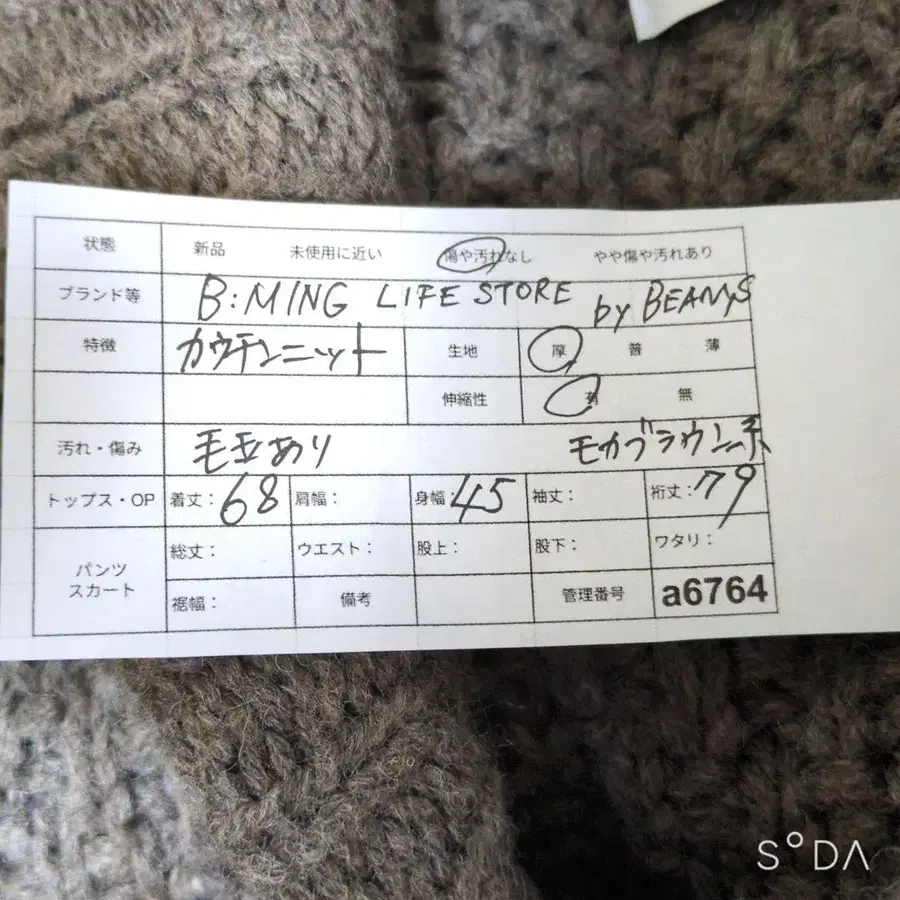 状態 新品 未使用に近い 傷や汚れなし やや傷や汚れあり
ブランド等 B:MING LIFE STORE by BEAMS
特徴 カウチンニット 生地 厚 普 薄
伸縮性 有 無
汚れ・傷み 毛玉あり モカブラウン系
トップス・OP 着丈:68 肩幅: 身幅:45 袖丈: 裄丈:79
パンツ スカート 総丈: ウエスト: 股上: 股下: ワタリ:
裾幅: 備考 管理番号 a6764
SODA